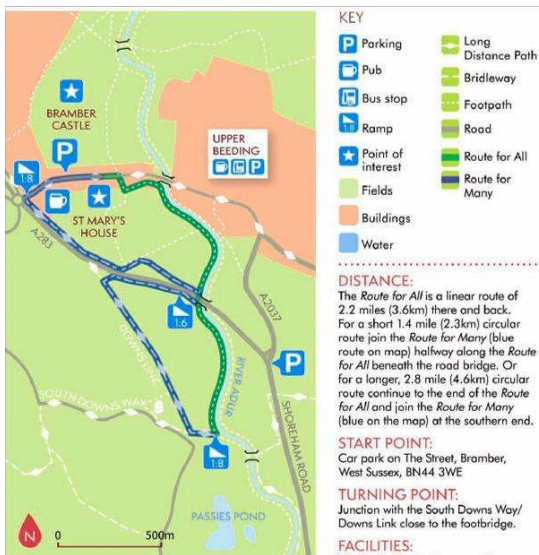 BRAMBER
CASTLE
P
1:8
UPPER
BEEDING
P
ST MARY'S
HOUSE
A283
1:6
A2037
DOWNS LINK
P
SOUTH DOWNS WAY
RIVER ADUR
SHOREHAM ROAD
1:8
PASSIES POND
N
0
500m
KEY
P Parking
Pub
Bus stop
1:8 Ramp
Point of
interest
Fields
Buildings
Water
Long
Distance Path
Bridleway
Footpath
Road
Route for All
Route for
Many
DISTANCE:
The Route for All is a linear route of
2.2 miles (3.6km) there and back.
For a short 1.4 mile (2.3km) circular
route join the Route for Many (blue
route on map) halfway along the Route
for All beneath the road bridge. Or
for a longer, 2.8 mile (4.6km) circular
route continue to the end of the Route
for All and join the Route for Many
(blue on the map) at the southern end.
START POINT:
Car park on The Street, Bramber,
West Sussex, BN44 3WE
TURNING POINT:
Junction with the South Downs Way/
Downs Link close to the footbridge.
FACILITIES: